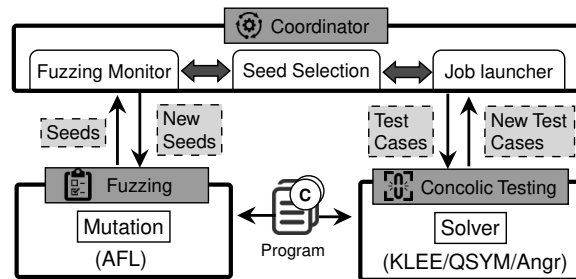 Coordinator
Fuzzing Monitor
Seed Selection
Job launcher
Seeds
New
Seeds
Test
Cases
New Test
Cases
Fuzzing
Concolic Testing
Mutation
(AFL)
C
Program
Solver
(KLEE/QSYM/Angr)